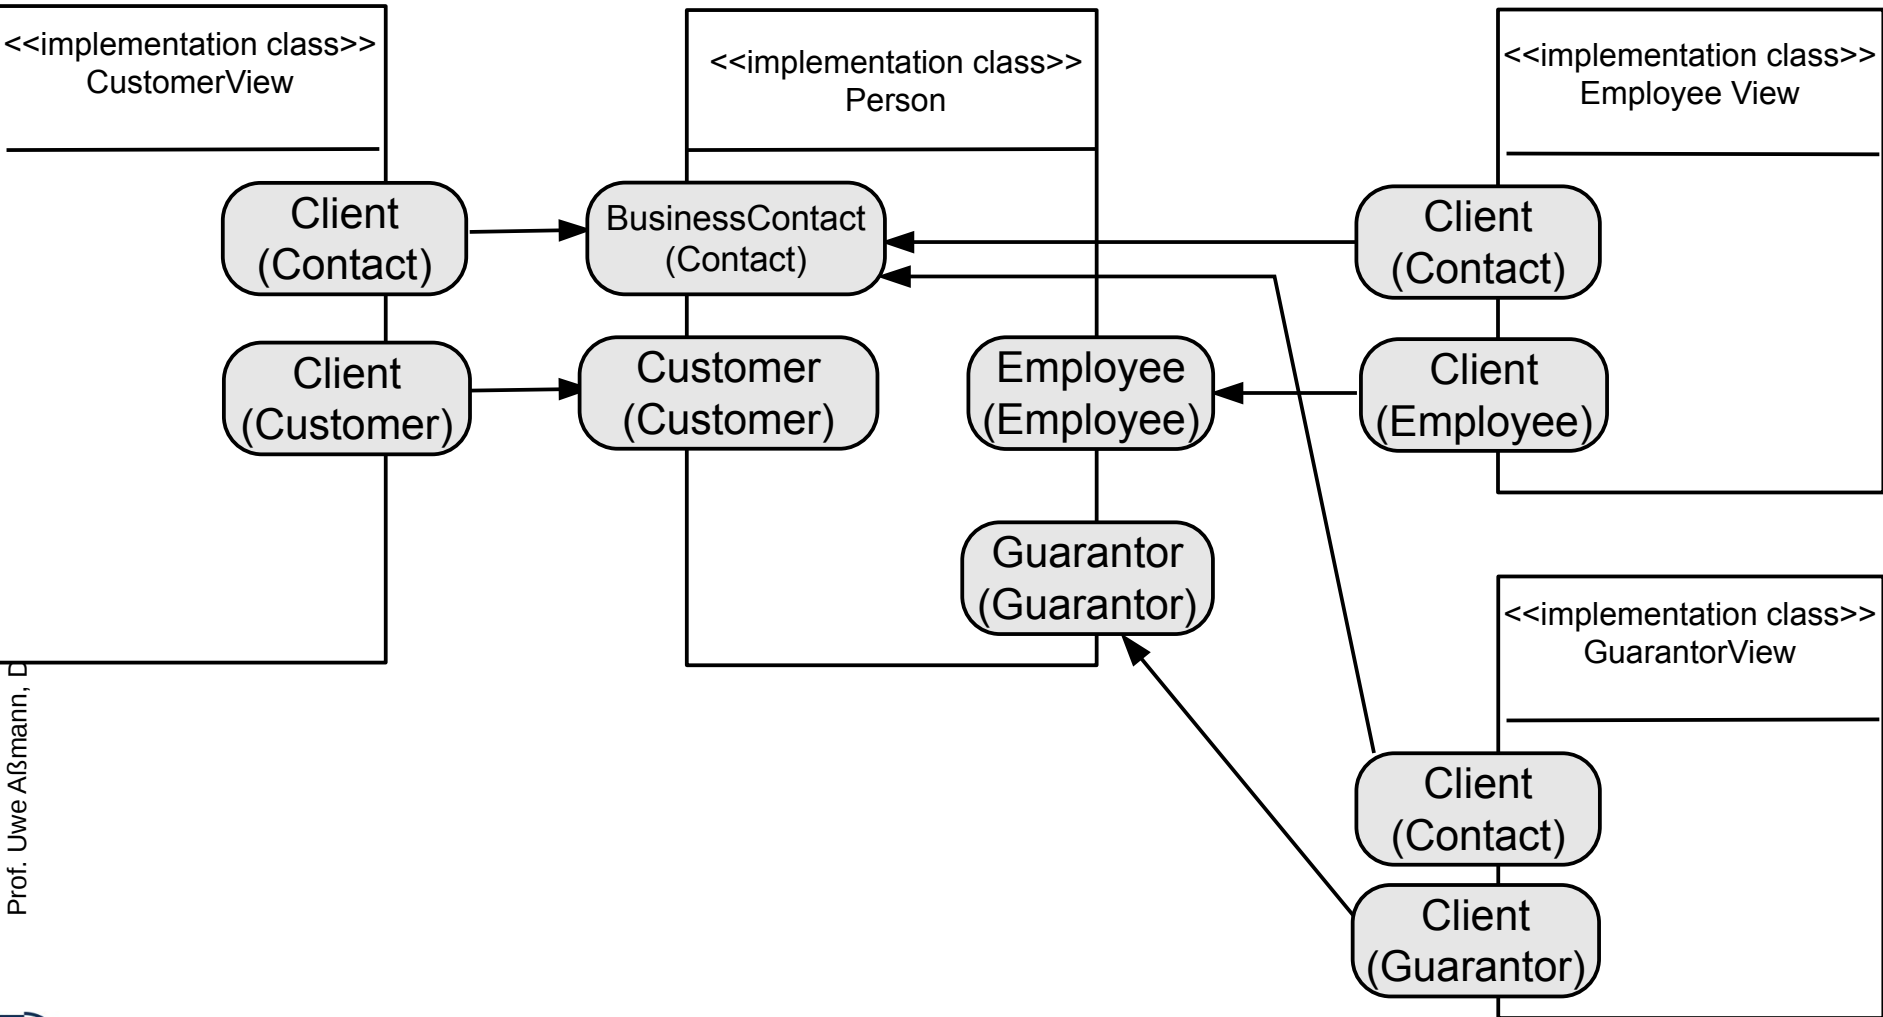 <<implementation class>>
CustomerView
<<implementation class>>
Person
<<implementation class>>
Employee View
Client
(Contact)
BusinessContact
(Contact)
Client
(Contact)
Client
(Customer)
Customer
(Customer)
Employee
(Employee)
Client
(Employee)
Guarantor
(Guarantor)
<<implementation class>>
GuarantorView
Client
(Contact)
Client
(Guarantor)
Prof. Uwe Aßmann,